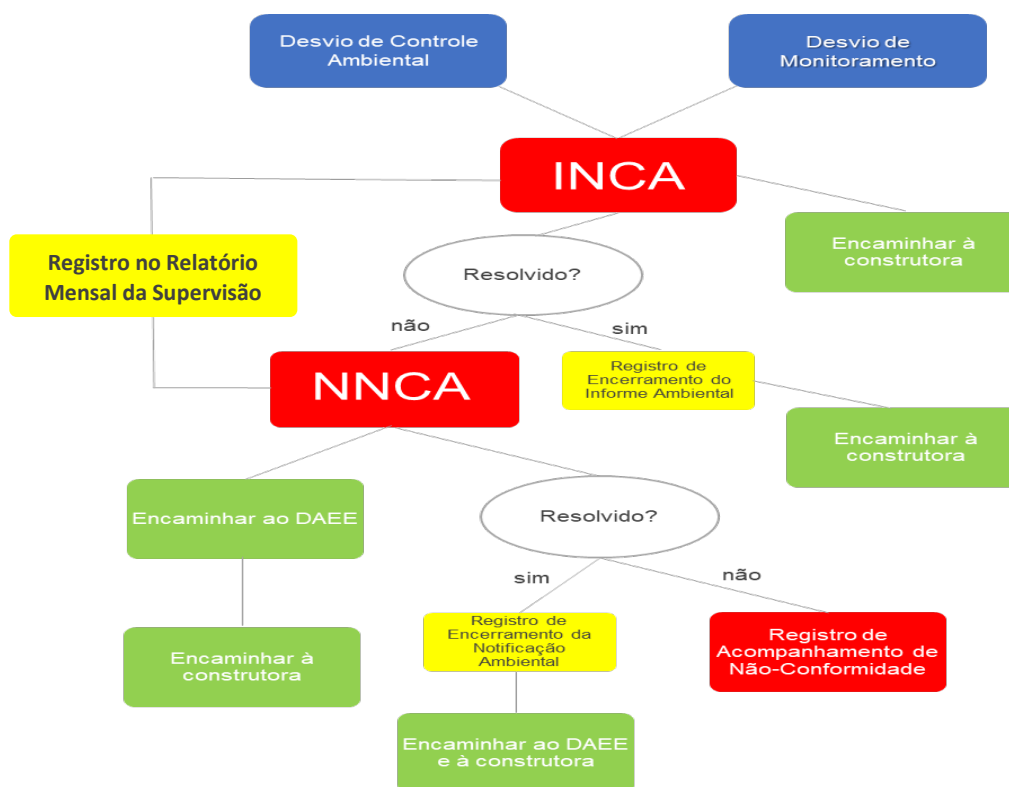 Desvio de Controle
Ambiental
Desvio de
Monitoramento
INCA
Encaminhar à
construtora
Registro no Relatório
Mensal da Supervisão
Resolvido?
não
sim
NNCA
Registro de
Encerramento do
Informe Ambiental
Encaminhar à
construtora
Encaminhar ao DAEE
Resolvido?
sim
não
Encaminhar à
construtora
Registro de
Encerramento da
Notificação
Ambiental
Registro de
Acompanhamento de
Não-Conformidade
Encaminhar ao DAEE
e à construtora